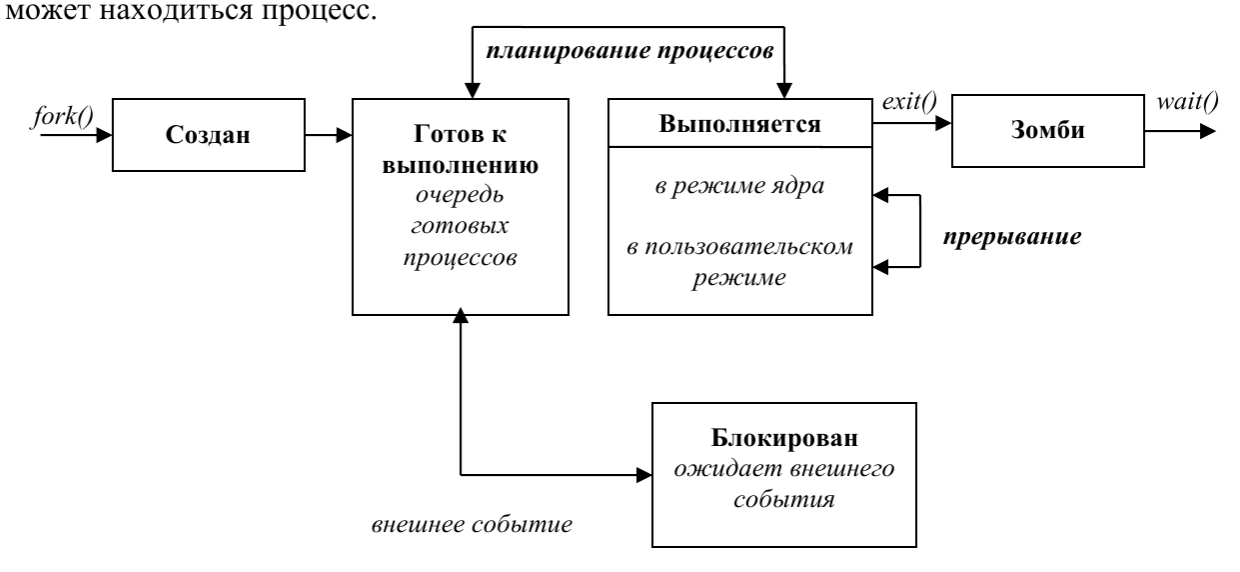 может находиться процесс.
планирование процессов
fork()
Создан
Готов к
выполнению
очередь
готовых
процессов
Выполняется
в режиме ядра
в пользовательском
режиме
exit()
Зомби
wait()
прерывание
Блокирован
ожидает внешнего
события
внешнее событие